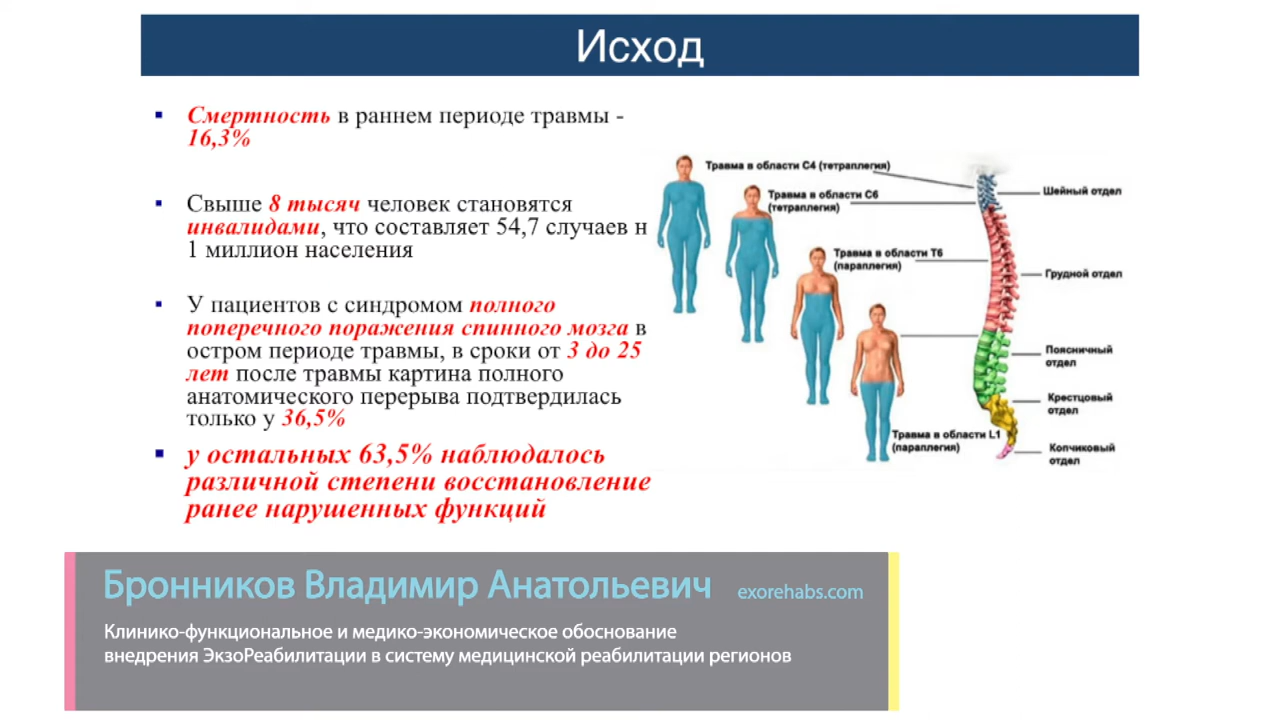 Исход
Смертность в раннем периоде травмы -
16,3%
Свыше 8 тысяч человек становятся
инвалидами, что составляет 54,7 случаев н
1 миллион населения
У пациентов с синдромом полного
поперечного поражения спинного мозга в
остром периоде травмы, в сроки от 3 до 25
лет после травмы картина полного
анатомического перерыва подтвердилась
только у 36,5%
у остальных 63,5% наблюдалось
различной степени восстановление
ранее нарушенных функций
Травма в области C4 (тетраплегия)
Травма в области C6
(тетраплегия)
Травма в области T6
(параплегия)
Травма в области L1
(параплегия)
Шейный отдел
Грудной отдел
Поясничный
отдел
Крестцовый
отдел
Копчиковый
отдел
Бронников Владимир Анатольевич exorehabs.com
Клинико-функциональное и медико-экономическое обоснование
внедрения ЭкзоРеабилитации в систему медицинской реабилитации регионов